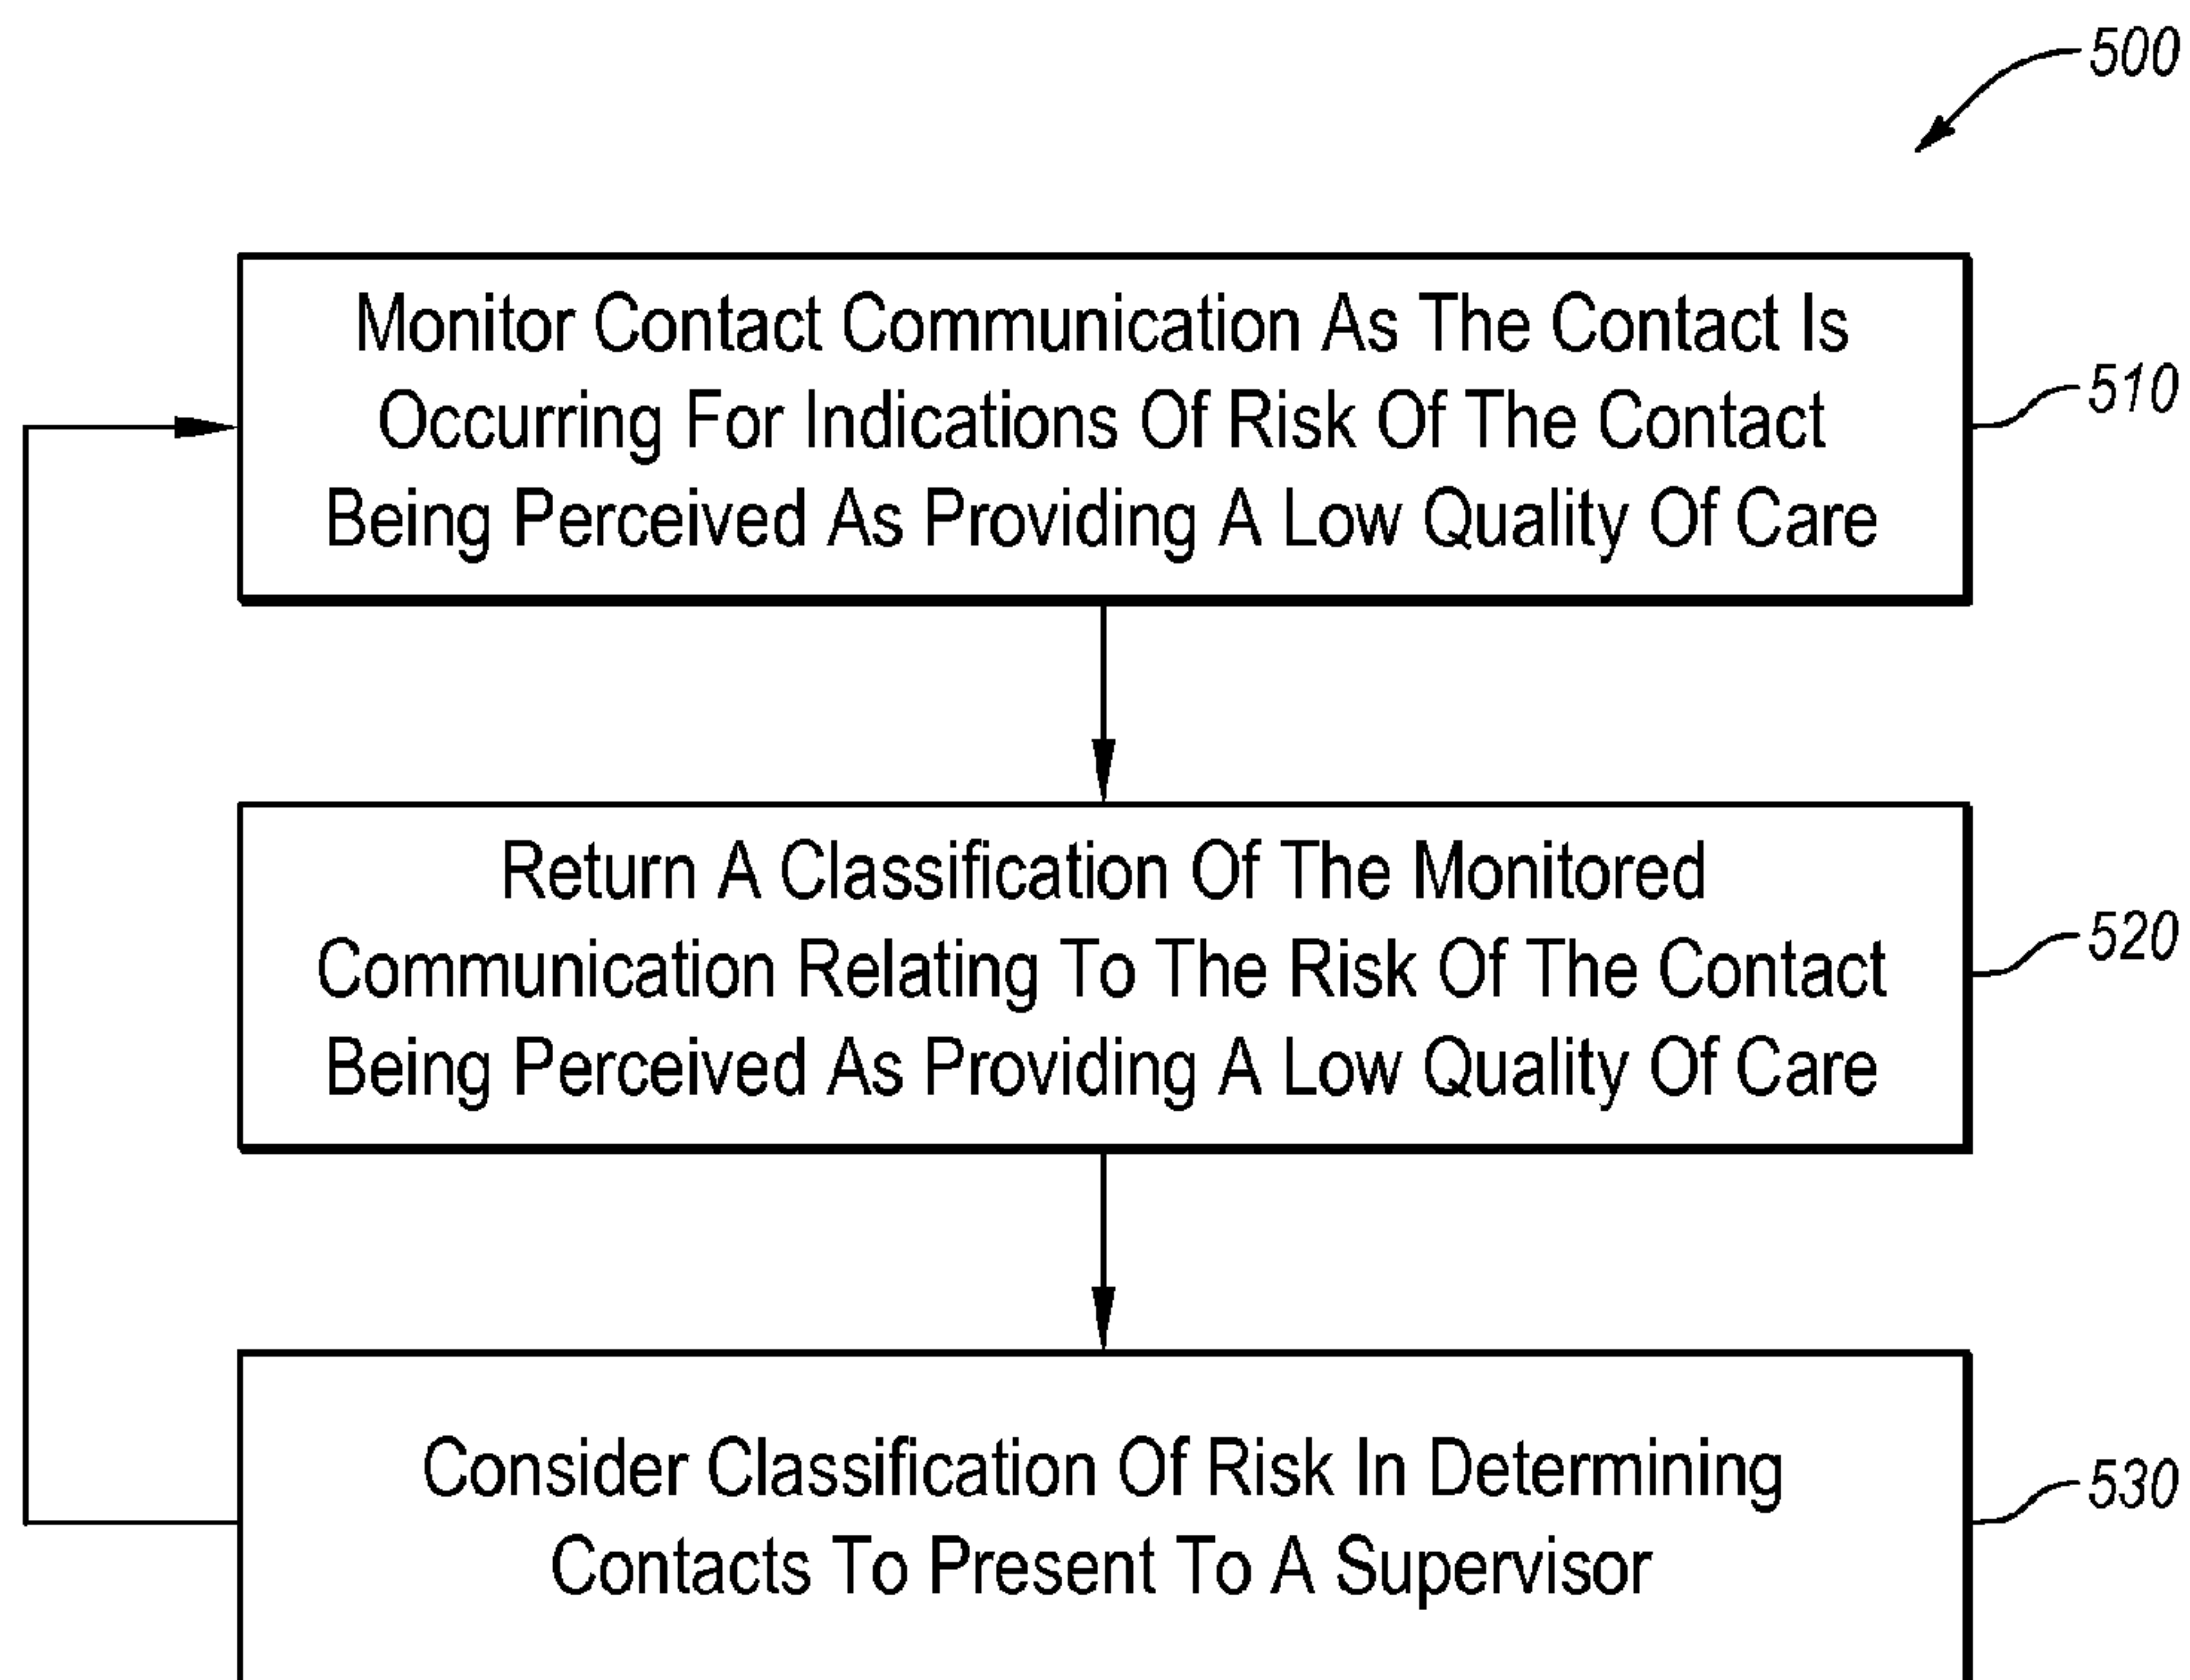 500
Monitor Contact Communication As The Contact Is
Occurring For Indications Of Risk Of The Contact
Being Perceived As Providing A Low Quality Of Care
510
Return A Classification Of The Monitored
Communication Relating To The Risk Of The Contact
Being Perceived As Providing A Low Quality Of Care
520
Consider Classification Of Risk In Determining
Contacts To Present To A Supervisor
530